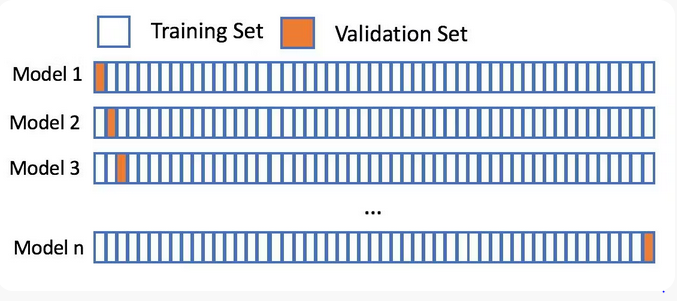 Training Set Validation Set
Model 1
Model 2
Model 3
...
Model n